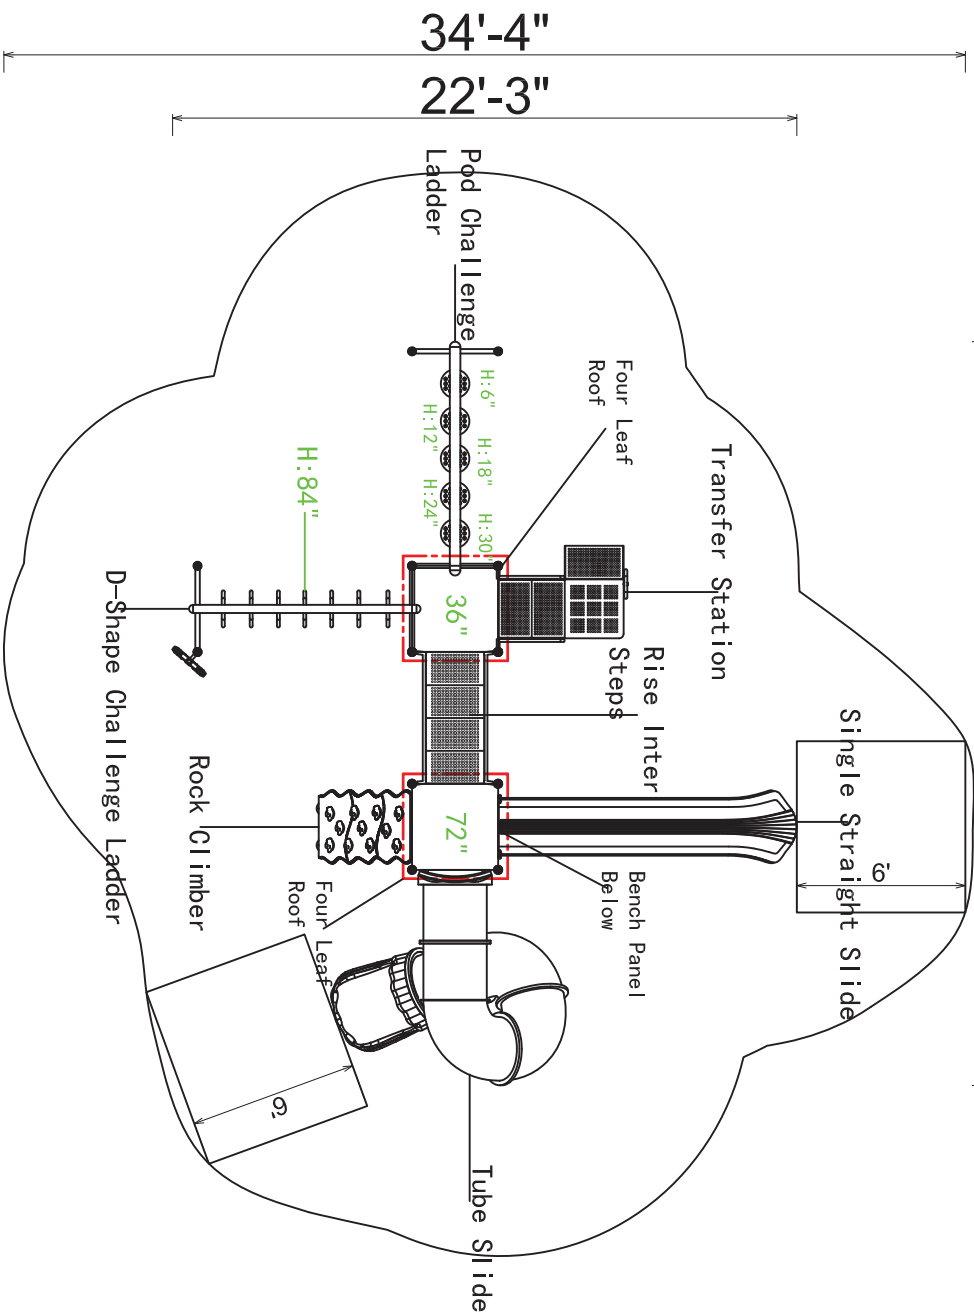 34'-4"
22'-3"
Pod Challenge
Ladder
Four Leaf
Roof
Transfer Station
H:6"
H:12"
H:18"
H:24"
H:30"
H:84"
36"
D-Shape Challenge Ladder
Rise Inter
Steps
Single Straight Slide
6'
Rock Climber
72"
Bench Panel
Below
Four Leaf
Roof
6'
Tube Slide